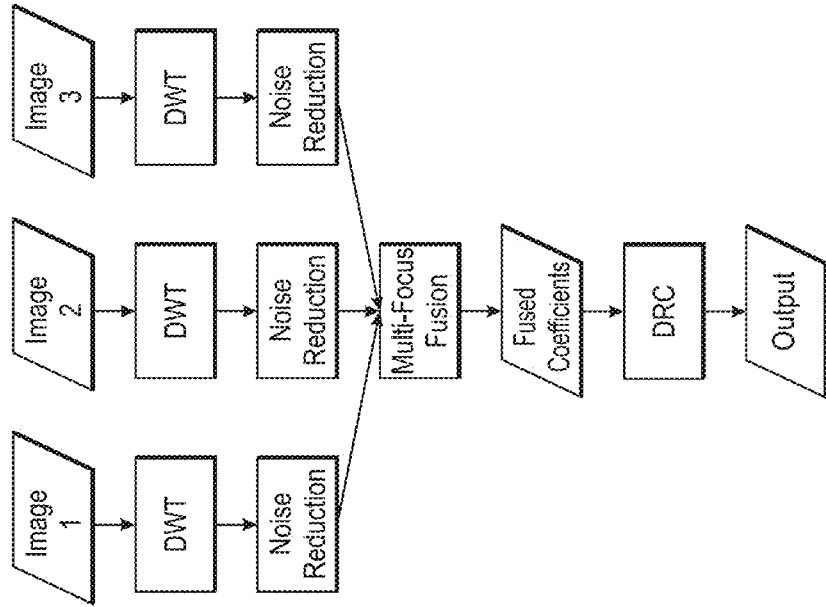 Image
1
DWT
Noise
Reduction
Image
2
DWT
Noise
Reduction
Image
3
DWT
Noise
Reduction
Multi-Focus
Fusion
Fused
Coefficients
DRC
Output